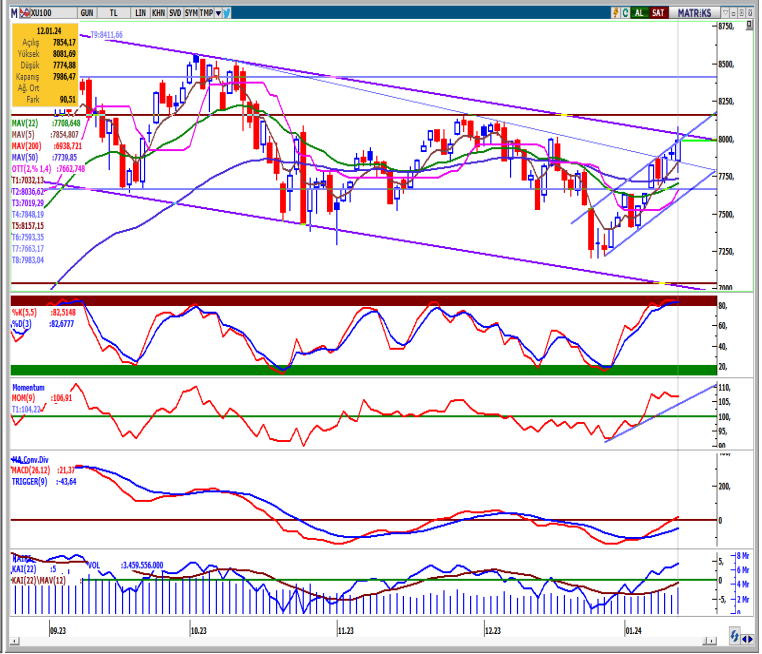 XU100 GUN TL LIN KHN SVD SYM TMP C AL SAT MATRIKS
12.01.24
Açılış 7854,17
Yüksek 8081,69
Düşük 7774,88
Kapanış 7986,47
Ağ. Ort
Fark 90,51
MAV(22) :7708,648
MAV(5) :7854,807
MAV(200) :6938,721
MAV(50) :7739,85
OTT(2,% 1,4) :7662,748
T1:7032,13
T2:8036,62
T3:7019,29
T4:7848,19
T5:8157,15
T6:7593,35
T7:7663,17
T8:7983,04
T9:8411,66
8750,
8500,
8250,
8000,
7750,
7500,
7250,
7000,
%K(5,5) :82,5148
%D(3) :82,6777
80,
60,
40,
20,
Momentum
MOM(9) :106,91
T1:104,23
110,
105,
100,
95,
90
MA.Conv.Div
MACD(26,12) :21,37
TRIGGER(9) :-43,64
200,
0
KAI(22) :5
KAI(22) MAV(12)
VOL :3.459.556.000
5,
0
-5,
8 Mr
6 Mr
4 Mr
2 Mr
0
09.23 10.23 11.23 12.23 01.24